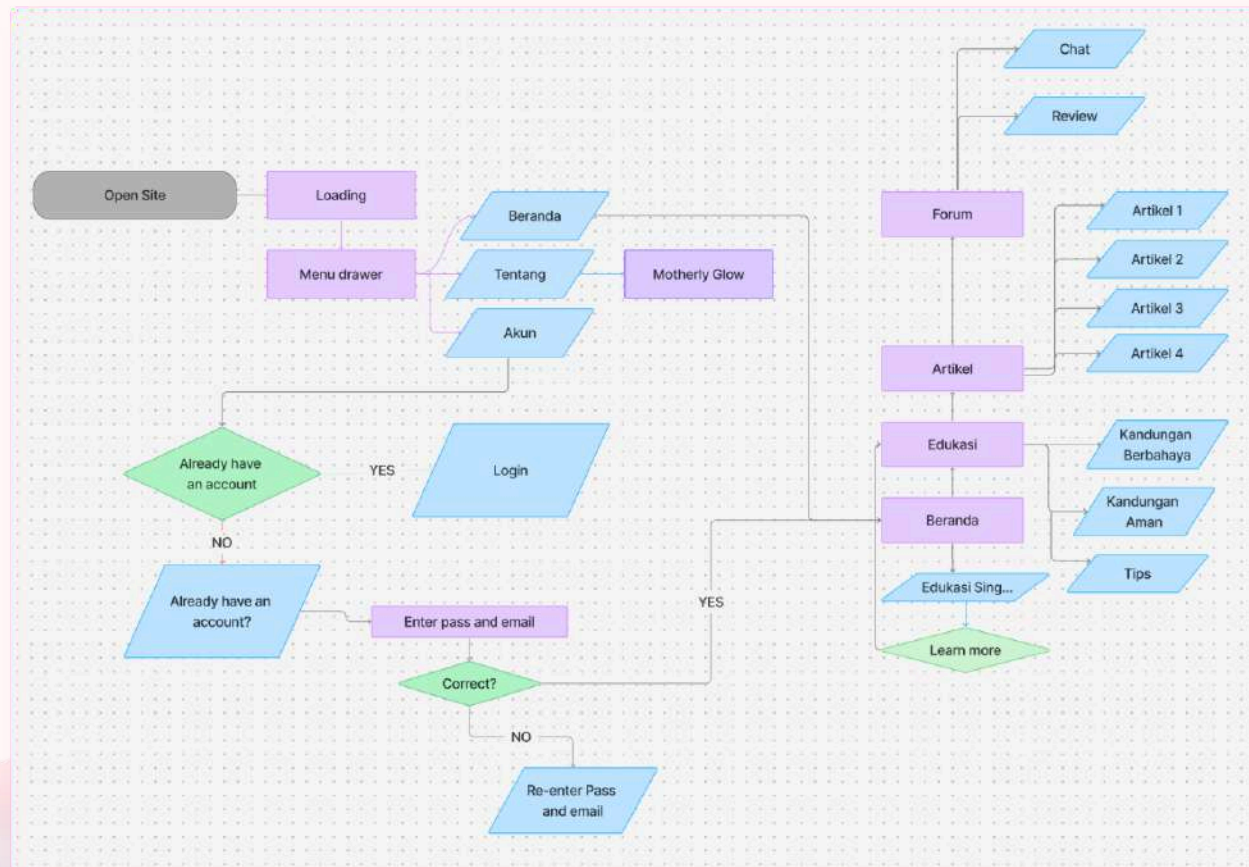 Chat
Review
Open Site
Loading
Beranda
Forum
Artikel 1
Menu drawer
Tentang
Motherly Glow
Artikel 2
Akun
Artikel 3
Artikel
Artikel 4
Already have
an account
YES
Login
Edukasi
Kandungan
Berbahaya
NO
Beranda
Kandungan
Aman
Already have an
account?
Enter pass and email
YES
Edukasi Sing...
Tips
Correct?
Learn more
NO
Re-enter Pass
and email